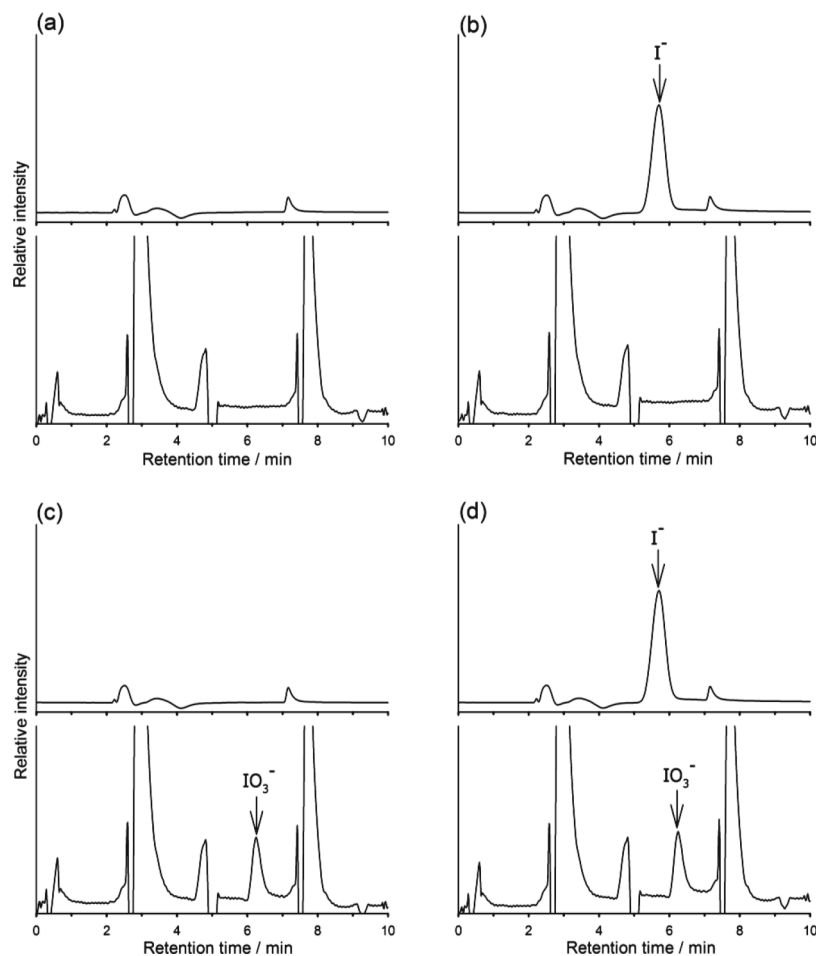 (a)
Relative intensity
0 2 4 6 8 10
Retention time / min
(b)
I⁻
0 2 4 6 8 10
Retention time / min
(c)
Relative intensity
IO₃⁻
0 2 4 6 8 10
Retention time / min
(d)
I⁻
IO₃⁻
0 2 4 6 8 10
Retention time / min